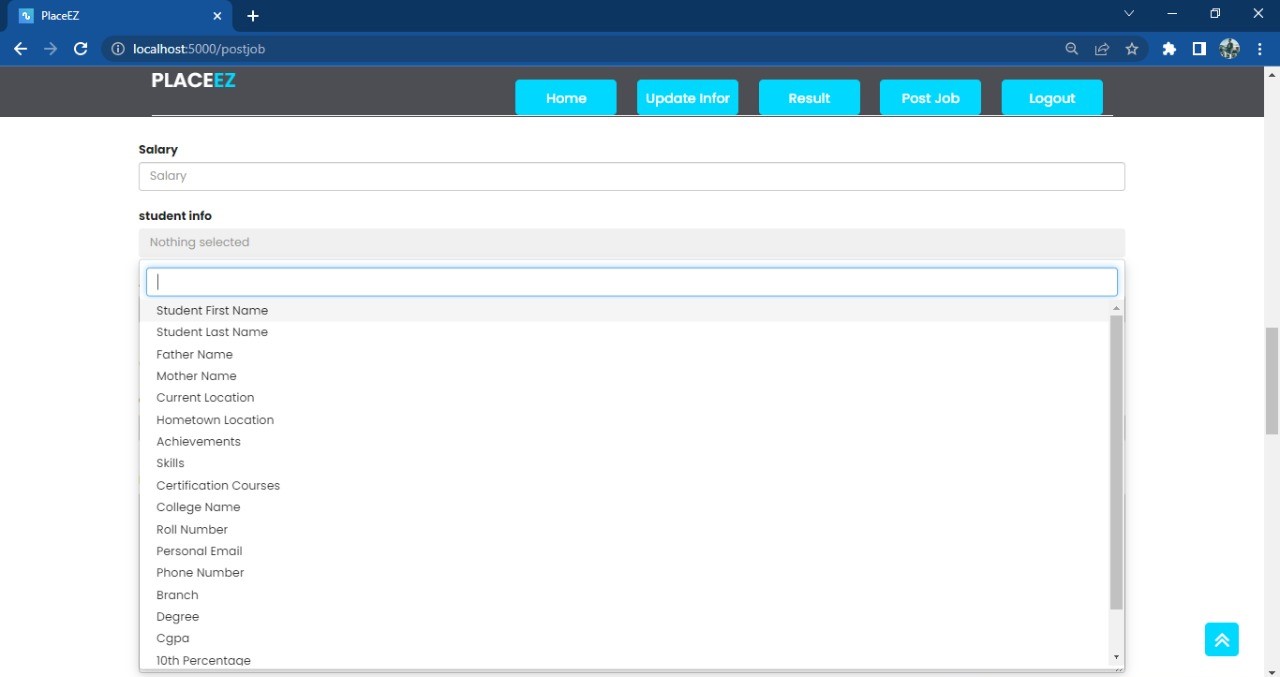 PlaceEZ
localhost:5000/postjob
PLACEEZ
Home Update Infor Result Post Job Logout
Salary
Salary
student info
Nothing selected
Student First Name
Student Last Name
Father Name
Mother Name
Current Location
Hometown Location
Achievements
Skills
Certification Courses
College Name
Roll Number
Personal Email
Phone Number
Branch
Degree
Cgpa
10th Percentage